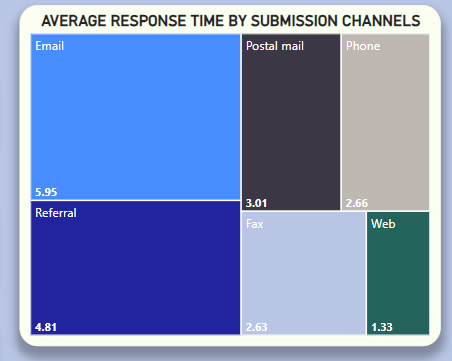 AVERAGE RESPONSE TIME BY SUBMISSION CHANNELS
Email
5.95
Postal mail
3.01
Phone
2.66
Referral
4.81
Fax
2.63
Web
1.33